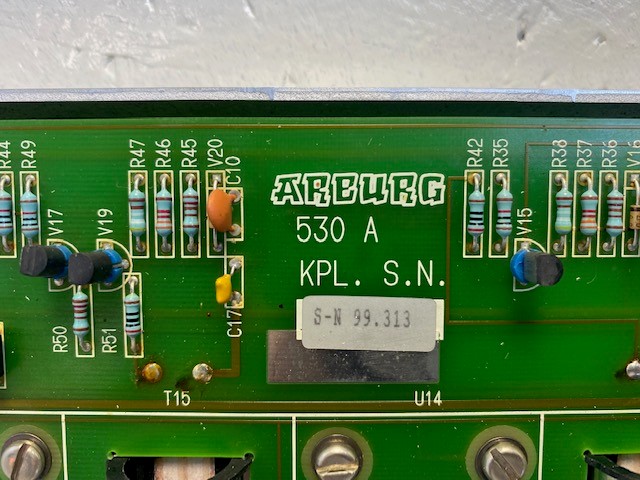 R44
R49
V17
V19
R47
R46
R45
V20
C10
ARBURG
530 A
KPL. S.N.
S-N 99.313
R42
R35
V15
R38
R37
R36
V16
R50
R51
C17
T15
U14